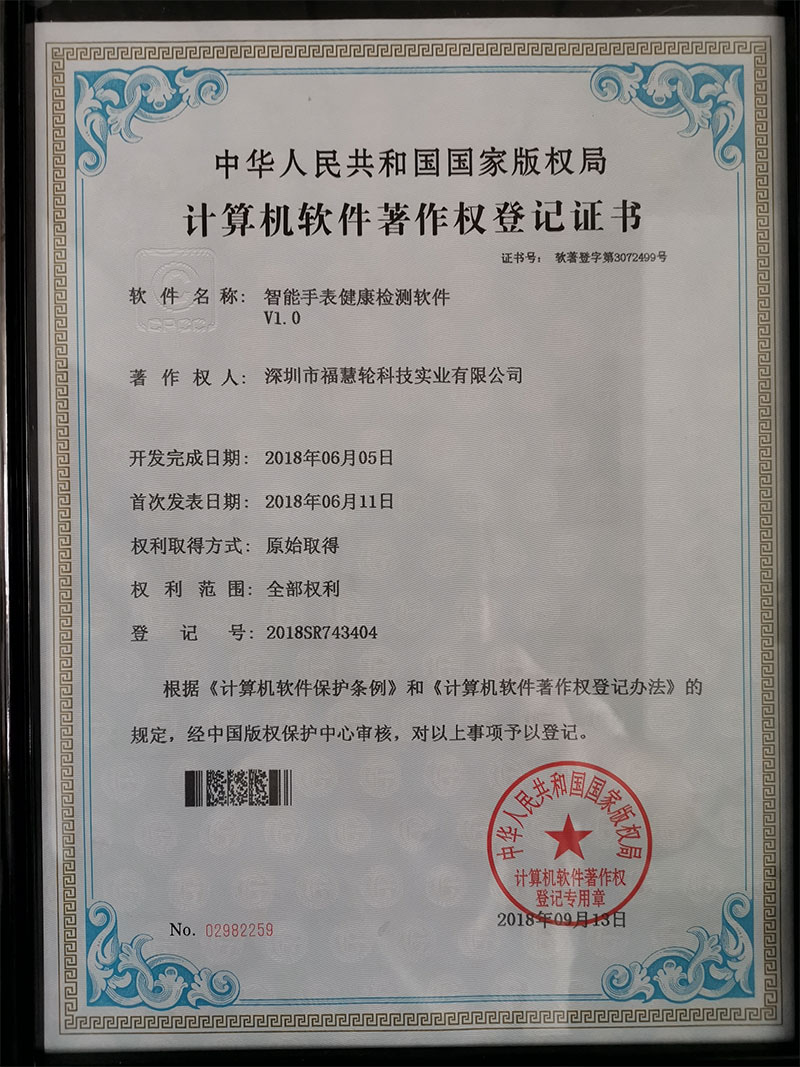 中华人民共和国国家版权局
计算机软件著作权登记证书
证书号： 软著登字第3072499号
软件名称： 智能手表健康检测软件
V1.0
CPCC
著作权人： 深圳市福慧轮科技实业有限公司
开发完成日期： 2018年06月05日
首次发表日期： 2018年06月11日
权利取得方式： 原始取得
权利范围： 全部权利
登记号： 2018SR743404
根据《计算机软件保护条例》和《计算机软件著作权登记办法》的
规定，经中国版权保护中心审核，对以上事项予以登记。
中华人民共和国国家版权局
计算机软件著作权
登记专用章
2018年09月13日
No. 02982259